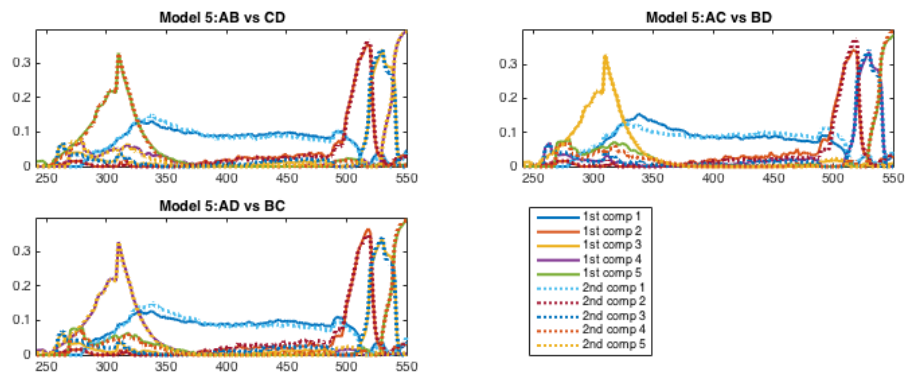 Model 5:AB vs CD
0.3
0.2
0.1
0
250 300 350 400 450 500 550
Model 5:AC vs BD
0.3
0.2
0.1
0
250 300 350 400 450 500 550
Model 5:AD vs BC
0.3
0.2
0.1
0
250 300 350 400 450 500 550
1st comp 1
1st comp 2
1st comp 3
1st comp 4
1st comp 5
2nd comp 1
2nd comp 2
2nd comp 3
2nd comp 4
2nd comp 5